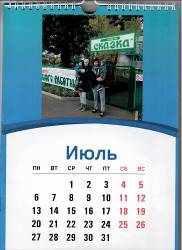 СКАЗКА
Июль
ПН ВТ СР ЧТ ПТ СБ ВС
1 2 3 4 5
6 7 8 9 10 11 12
13 14 15 16 17 18 19
20 21 22 23 24 25 26
27 28 29 30 31